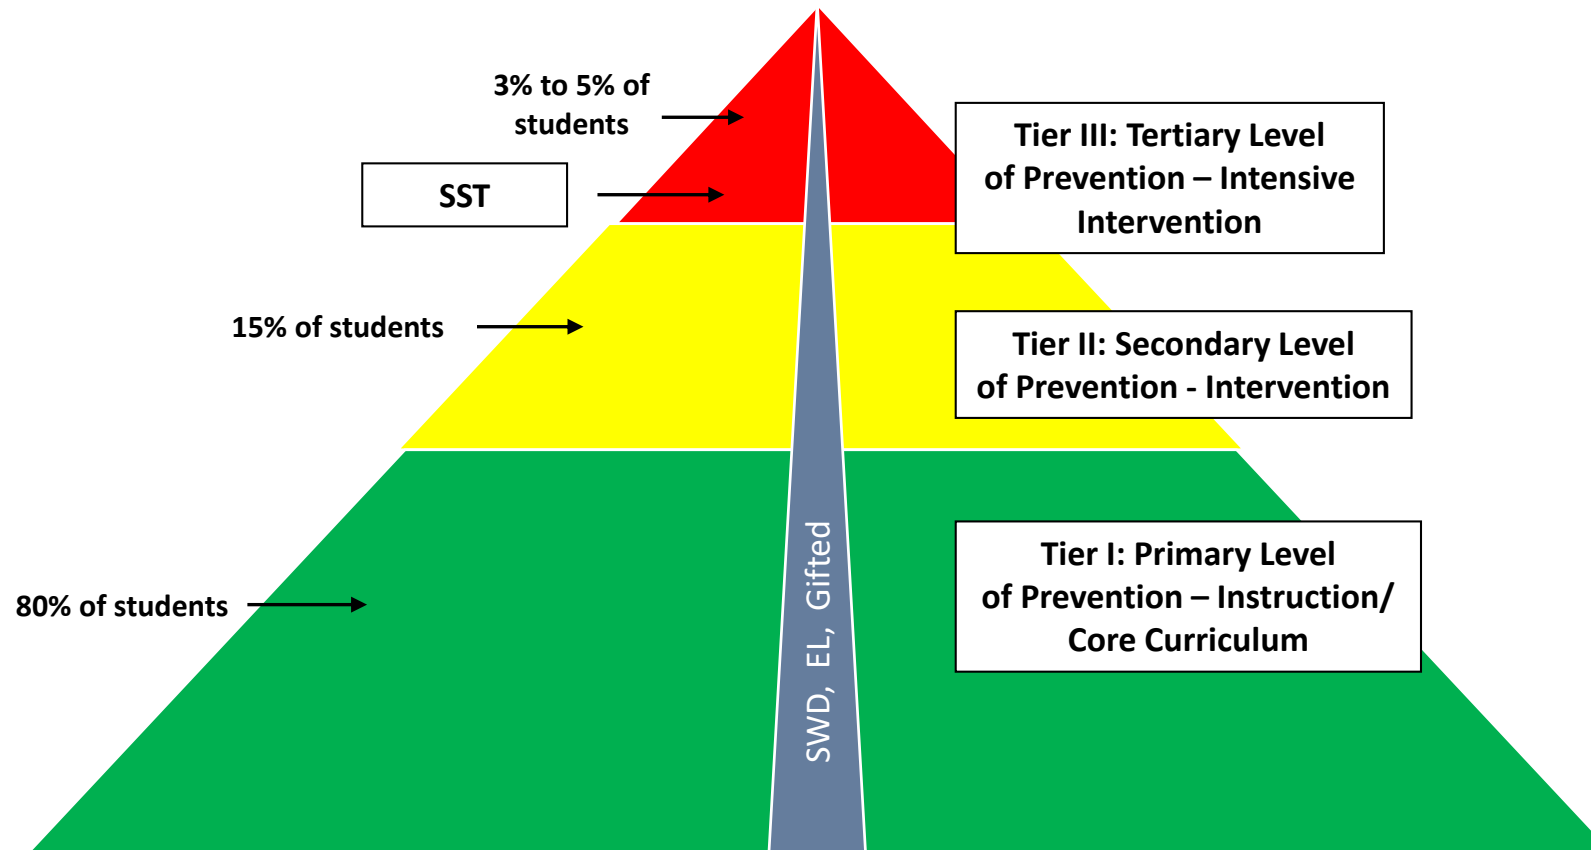 3% to 5% of
students
SST
15% of students
80% of students
Tier III: Tertiary Level
of Prevention – Intensive
Intervention
Tier II: Secondary Level
of Prevention - Intervention
Tier I: Primary Level
of Prevention – Instruction/
Core Curriculum
SWD, EL, Gifted